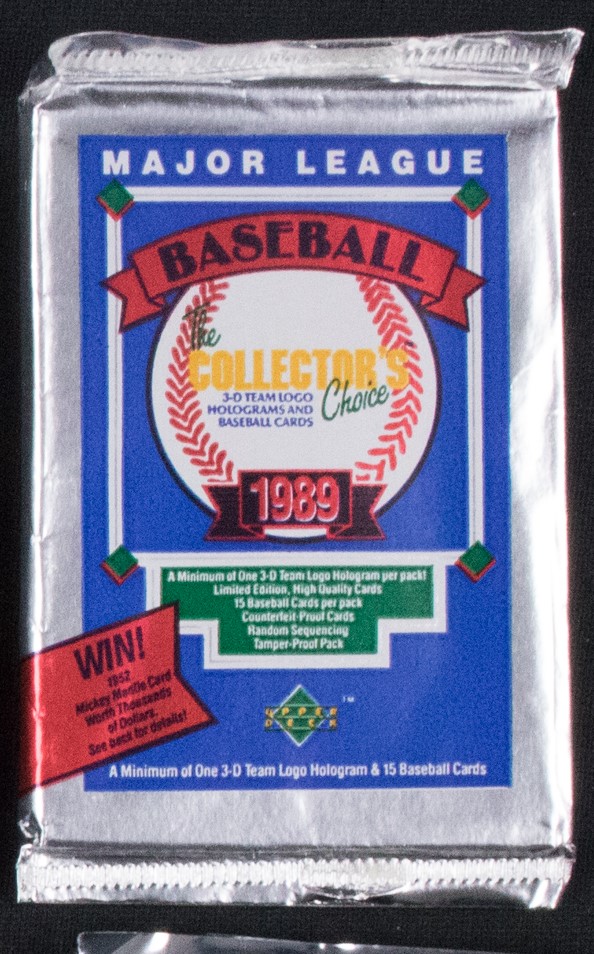 MAJOR LEAGUE
BASEBALL
The
COLLECTOR'S
Choice
3-D TEAM LOGO
HOLOGRAMS AND
BASEBALL CARDS
1989
A Minimum of One 3-D Team Logo Hologram per pack!
Limited Edition, High Quality Cards
15 Baseball Cards per pack
Counterfeit-Proof Cards
Random Sequencing
Tamper-Proof Pack
WIN!
1952
Mickey Mantle Card
Worth Thousands
of Dollars.
See back for details!
UPPER
DECK
TM
A Minimum of One 3-D Team Logo Hologram & 15 Baseball Cards